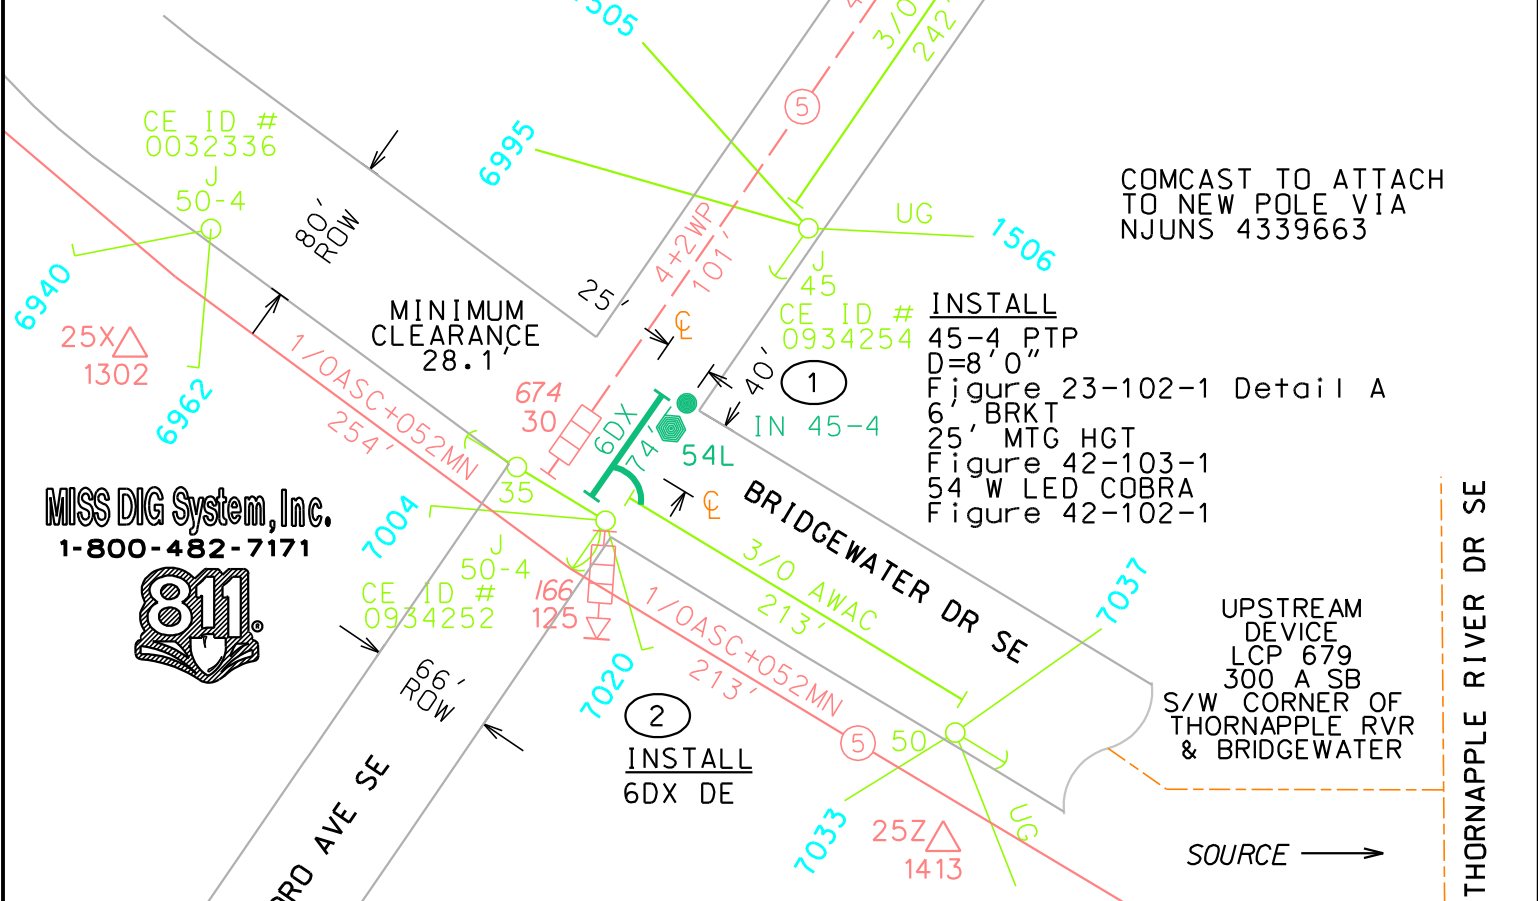 505
3/0
242'
5
CE ID #
0032336
J
50-4
6995
80'
ROW
4+2WP
101'
UG
1506
COMCAST TO ATTACH
TO NEW POLE VIA
NJUNS 4339663
6940
25X
1302
6962
MINIMUM
CLEARANCE
28.1'
25'
℄
J
45
CE ID #
0934254
INSTALL
45-4 PTP
D=8'0"
Figure 23-102-1 Detail A
6' BRKT
25' MTG HGT
Figure 42-103-1
54 W LED COBRA
Figure 42-102-1
1/0ASC+052MN
254'
674
30
6DX
74'
54L
40'
1
IN 45-4
℄
35
MISS DIG System, Inc.
1-800-482-7171
811
®
7004
J
50-4
CE ID #
0934252
166
125
BRIDGEWATER DR SE
3/0 AWAC
213'
1/0ASC+052MN
213'
7037
7020
66'
ROW
2
INSTALL
6DX DE
5
50
UG
7033
25Z
1413
UPSTREAM
DEVICE
LCP 679
300 A SB
S/W CORNER OF
THORNAPPLE RVR
& BRIDGEWATER
SOURCE
THORNAPPLE RIVER DR SE
AVE SE